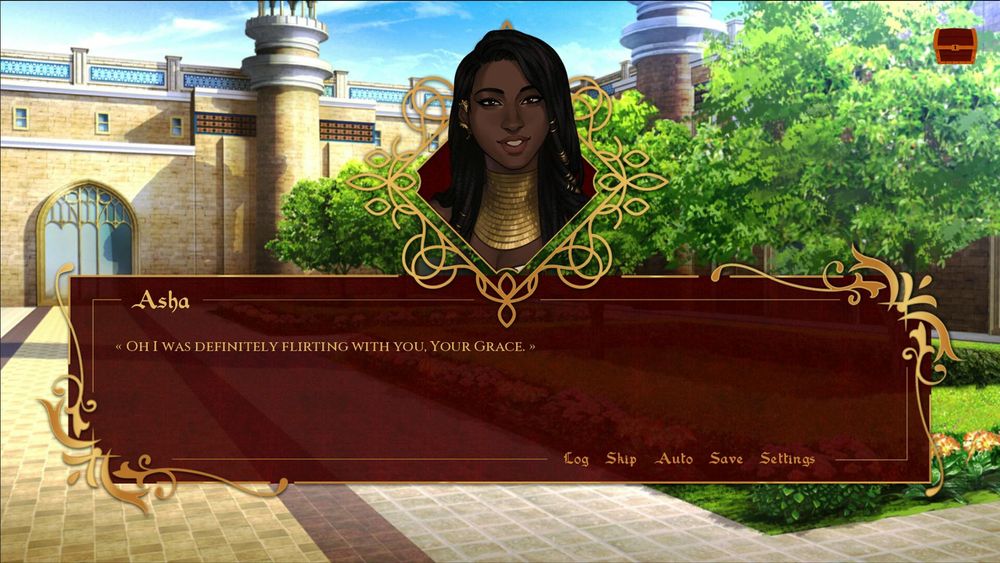 Asha
« Oh I was definitely flirting with you, Your Grace. »
Log Skip Auto Save Settings